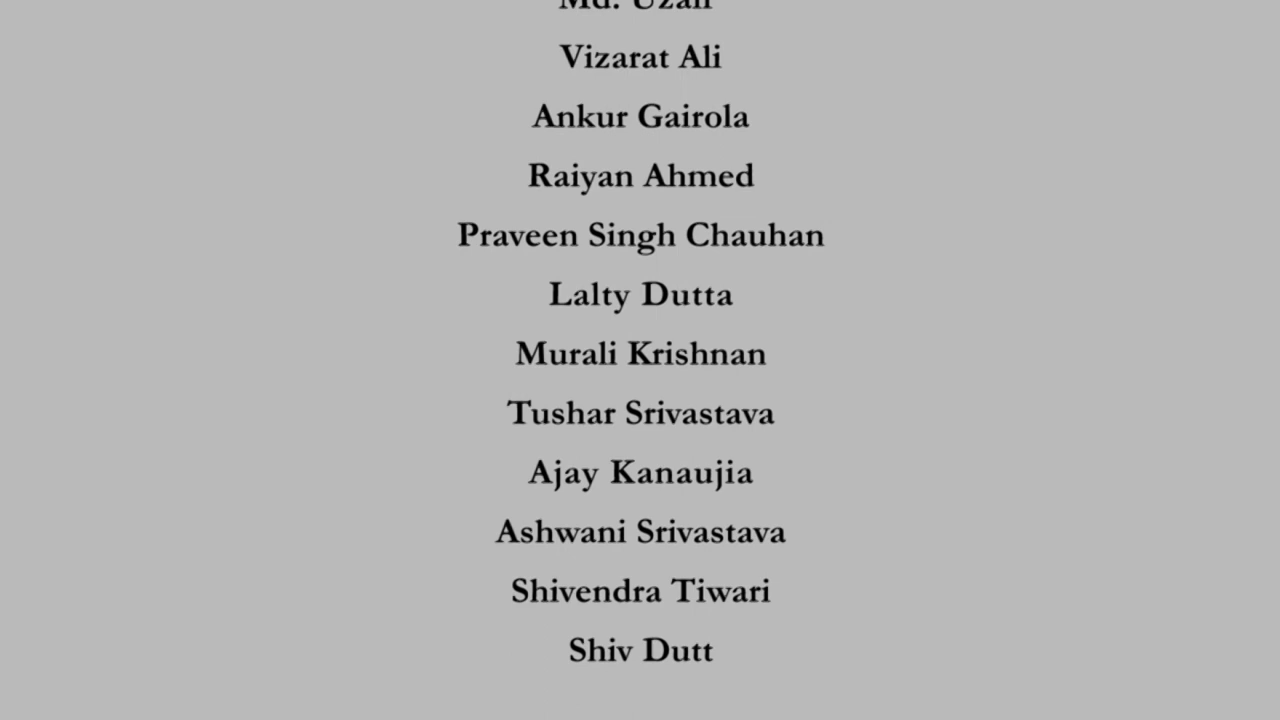 Md.
Vizarat Ali
Ankur Gairola
Raiyan Ahmed
Praveen Singh Chauhan
Lalty Dutta
Murali Krishnan
Tushar Srivastava
Ajay Kanaujia
Ashwani Srivastava
Shivendra Tiwari
Shiv Dutt